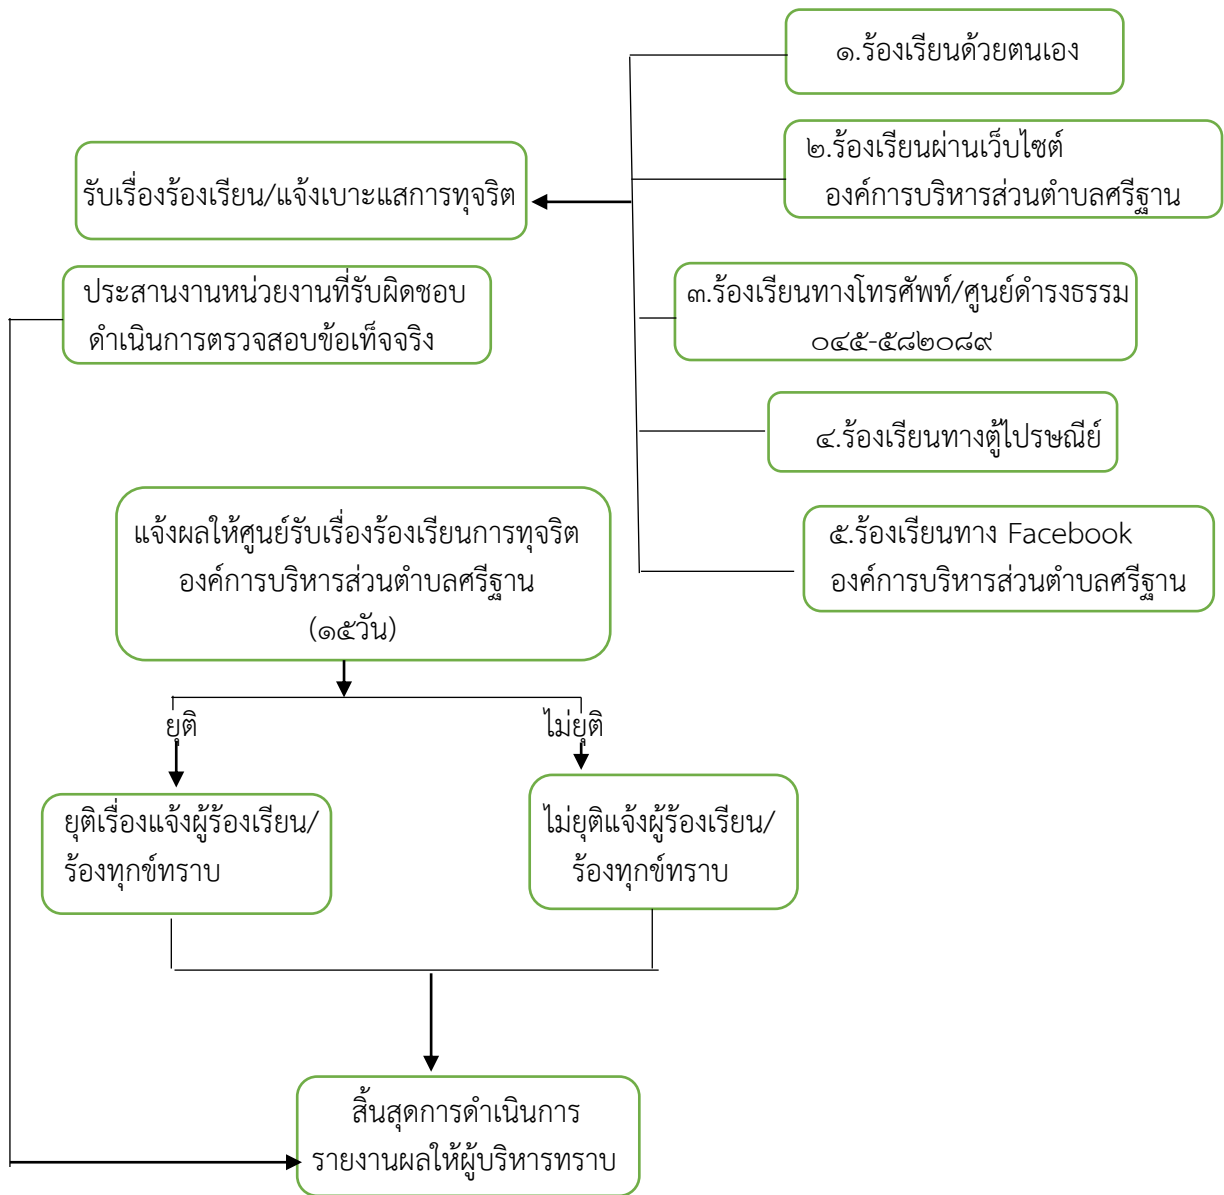 ๑.ร้องเรียนด้วยตนเอง
๒.ร้องเรียนผ่านเว็บไซต์
องค์การบริหารส่วนตำบลศรีฐาน
รับเรื่องร้องเรียน/แจ้งเบาะแสการทุจริต
ประสานงานหน่วยงานที่รับผิดชอบ
ดำเนินการตรวจสอบข้อเท็จจริง
๓.ร้องเรียนทางโทรศัพท์/ศูนย์ดำรงธรรม
๐๔๕-๕๘๒๐๘๙
๔.ร้องเรียนทางตู้ไปรษณีย์
๕.ร้องเรียนทาง Facebook
องค์การบริหารส่วนตำบลศรีฐาน
แจ้งผลให้ศูนย์รับเรื่องร้องเรียนการทุจริต
องค์การบริหารส่วนตำบลศรีฐาน
(๑๕วัน)
ยุติ
ไม่ยุติ
ยุติเรื่องแจ้งผู้ร้องเรียน/
ร้องทุกข์ทราบ
ไม่ยุติแจ้งผู้ร้องเรียน/
ร้องทุกข์ทราบ
สิ้นสุดการดำเนินการ
รายงานผลให้ผู้บริหารทราบ